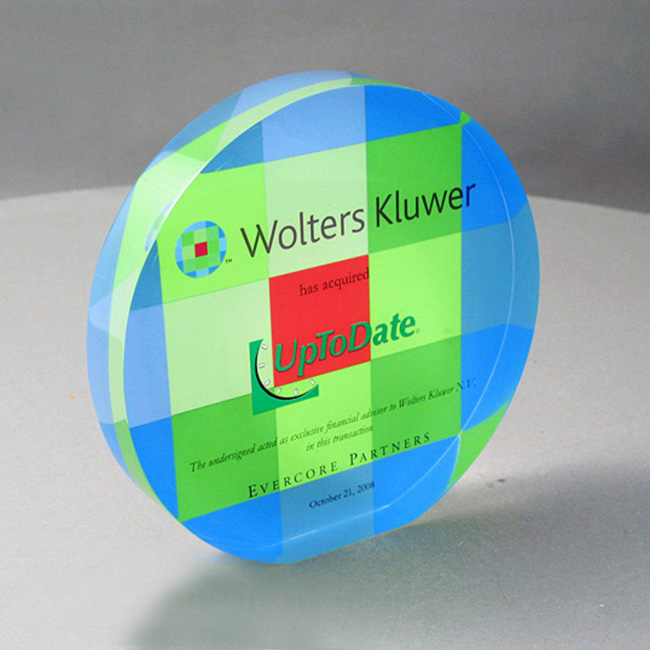 Wolters Kluwer
™
has acquired
UpToDate®
The undersigned acted as exclusive financial advisor to Wolters Kluwer N.V.
in this transaction
EVERCORE PARTNERS
October 21, 2008